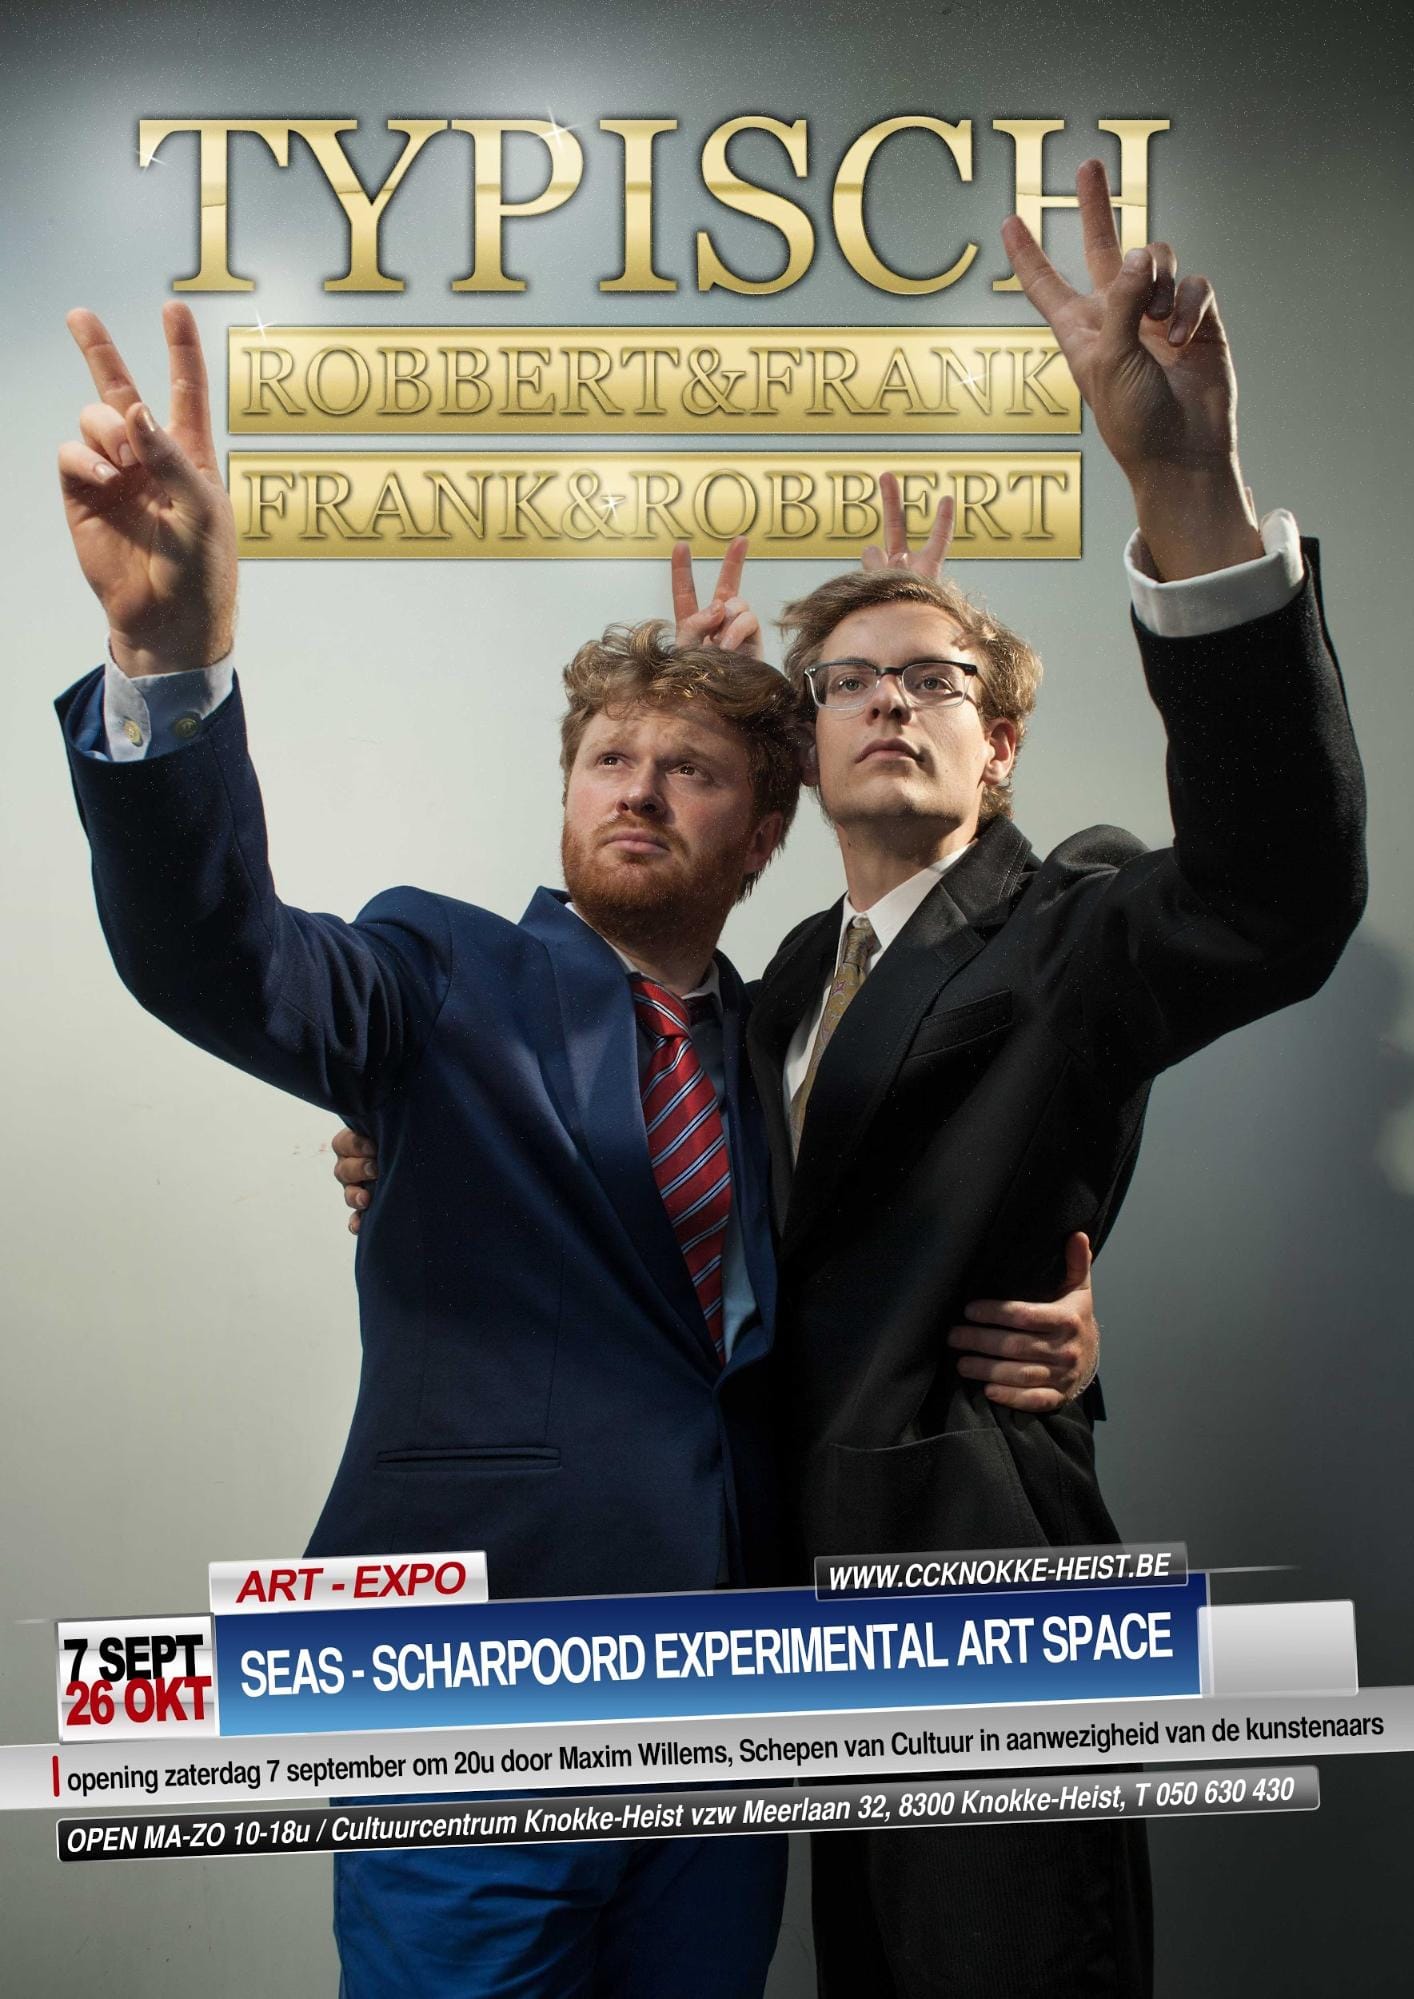 TYPISCH
ROBBERT&FRANK
FRANK&ROBBERT
ART - EXPO
WWW.CCKNOKKE-HEIST.BE
7 SEPT
26 OKT
SEAS - SCHARPOORD EXPERIMENTAL ART SPACE
opening zaterdag 7 september om 20u door Maxim Willems, Schepen van Cultuur in aanwezigheid van de kunstenaars
OPEN MA-ZO 10-18u / Cultuurcentrum Knokke-Heist vzw Meerlaan 32, 8300 Knokke-Heist, T 050 630 430